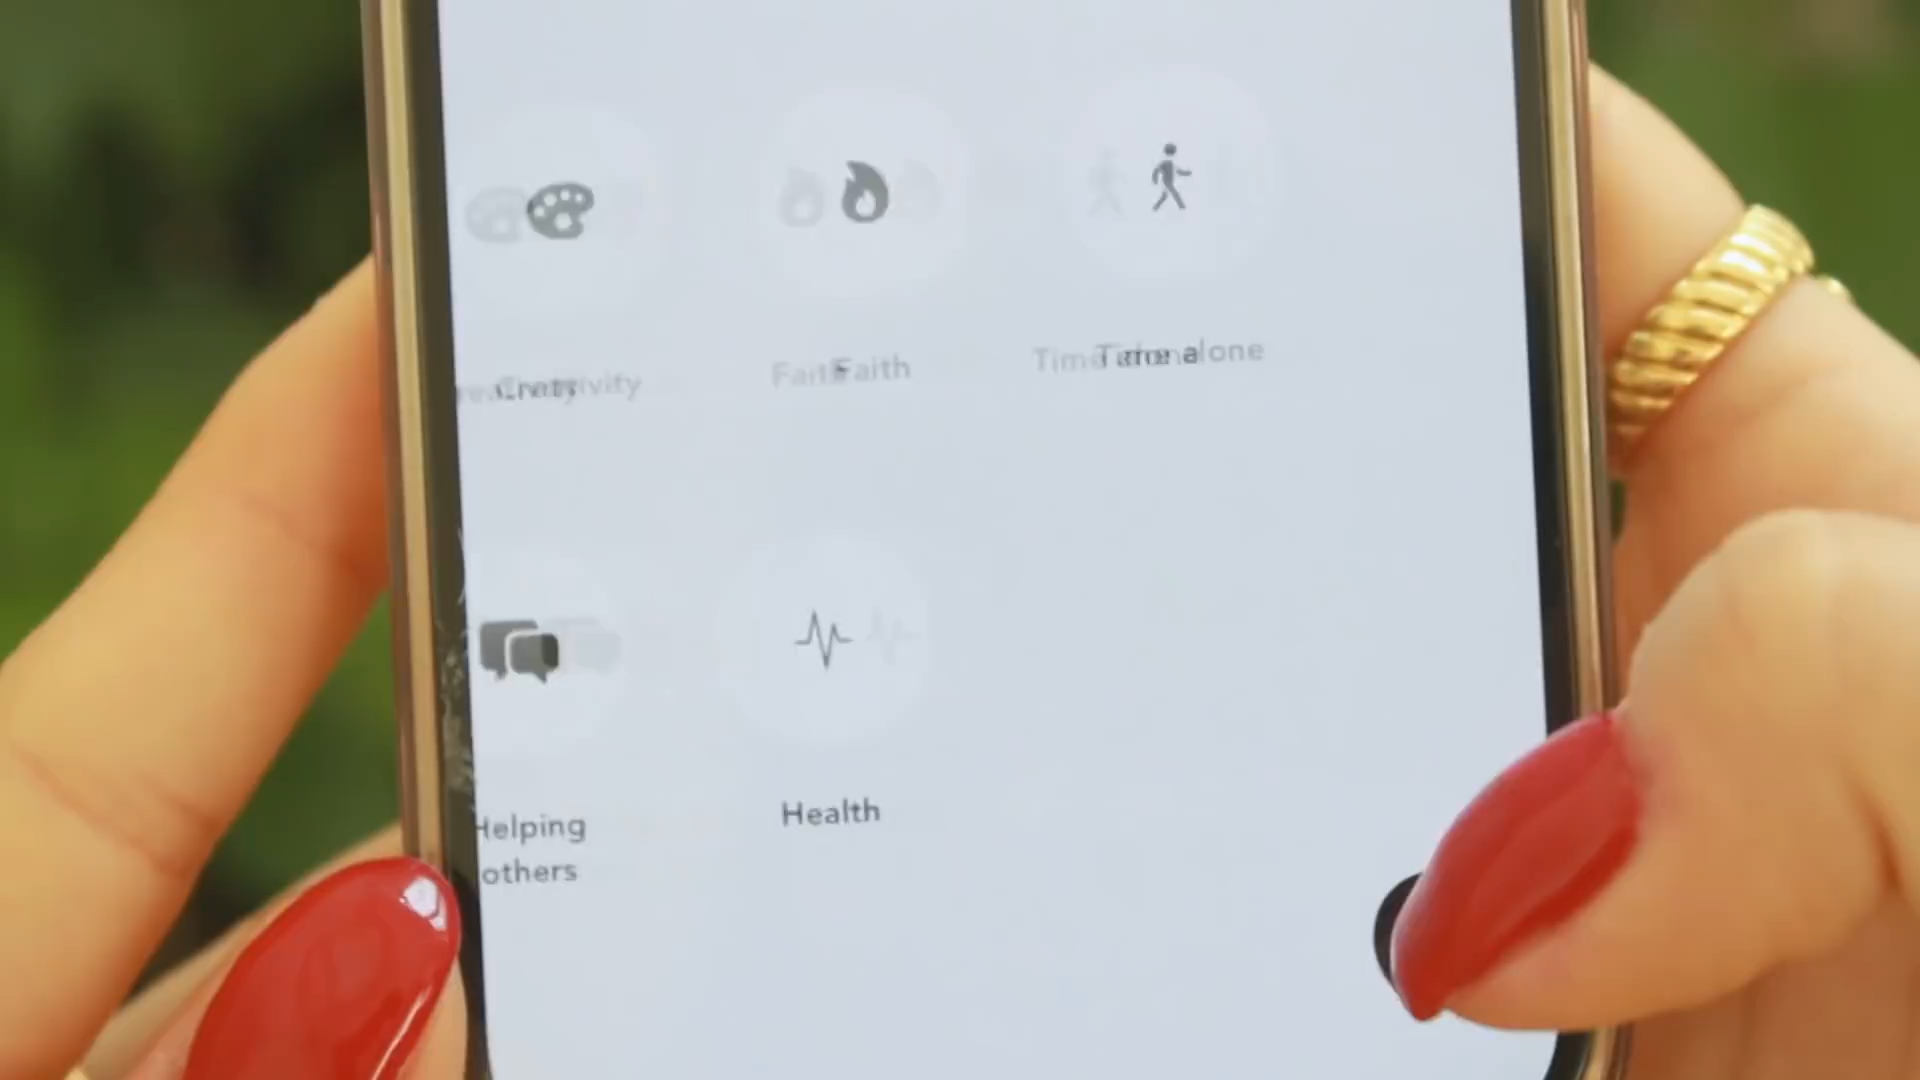 Creativity
Faith
Time alone
Helping
others
Health